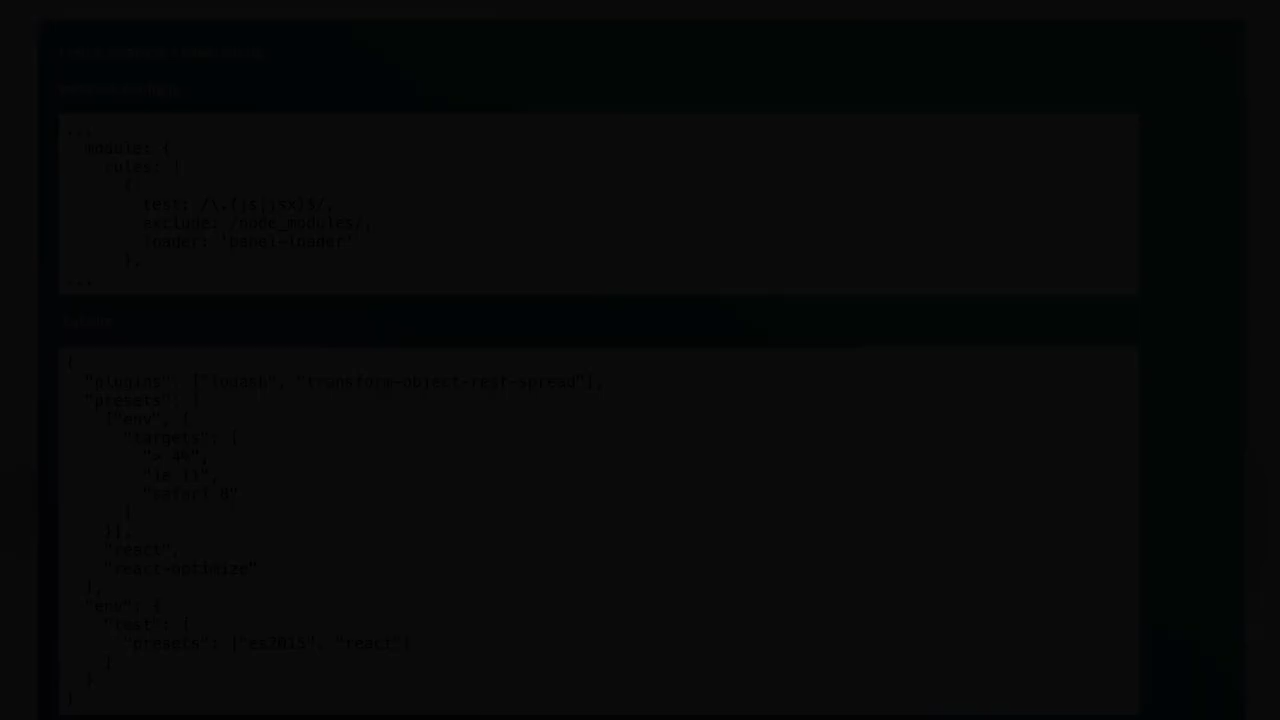 ...
  module: {
    rules: [
      {
        test: /\.(js|jsx)$/,
        exclude: /node_modules/,
        loader: 'babel-loader'
      },
...
{
  "plugins": ["lodash", "transform-object-rest-spread"],
  "presets": [
    ["env", {
      "targets": [
        "> 4%",
        "ie 11",
        "safari 8"
      ]
    }],
    "react",
    "react-optimize"
  ],
  "env": {
    "test": {
      "presets": ["es2015", "react"]
    }
  }
}